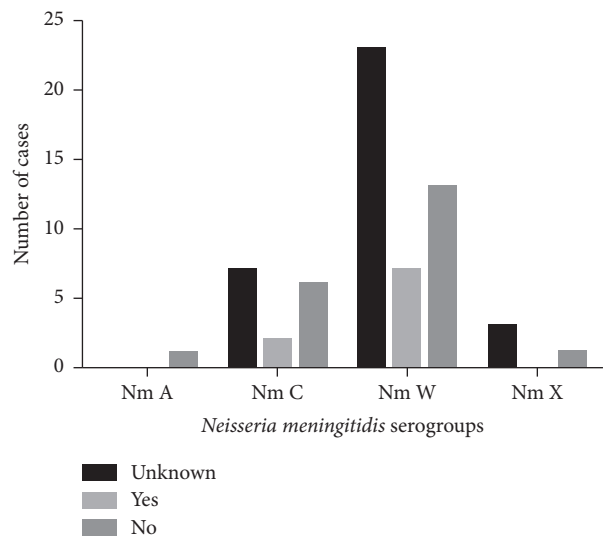 25
20
15
10
5
0
Number of cases
Nm A Nm C Nm W Nm X
Neisseria meningitidis serogroups
Unknown
Yes
No